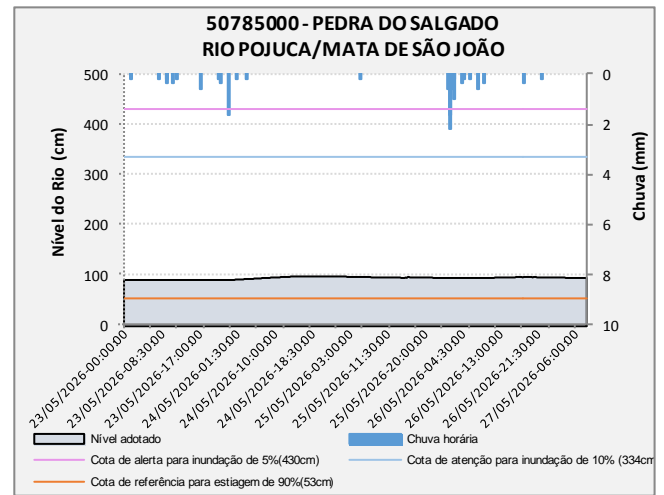 50785000 - PEDRA DO SALGADO
RIO POJUCA/MATA DE SÃO JOÃO
500
400
300
200
100
0
Nível do Rio (cm)
0
2
4
6
8
10
Chuva (mm)
23/05/2026-00:00:00
23/05/2026-08:30:00
23/05/2026-17:00:00
24/05/2026-01:30:00
24/05/2026-10:00:00
24/05/2026-18:30:00
25/05/2026-03:00:00
25/05/2026-11:30:00
25/05/2026-20:00:00
26/05/2026-04:30:00
26/05/2026-13:00:00
26/05/2026-21:30:00
27/05/2026-06:00:00
Nível adotado
Chuva horária
Cota de alerta para inundação de 5%(430cm)
Cota de atenção para inundação de 10% (334cm
Cota de referência para estiagem de 90%(53cm)